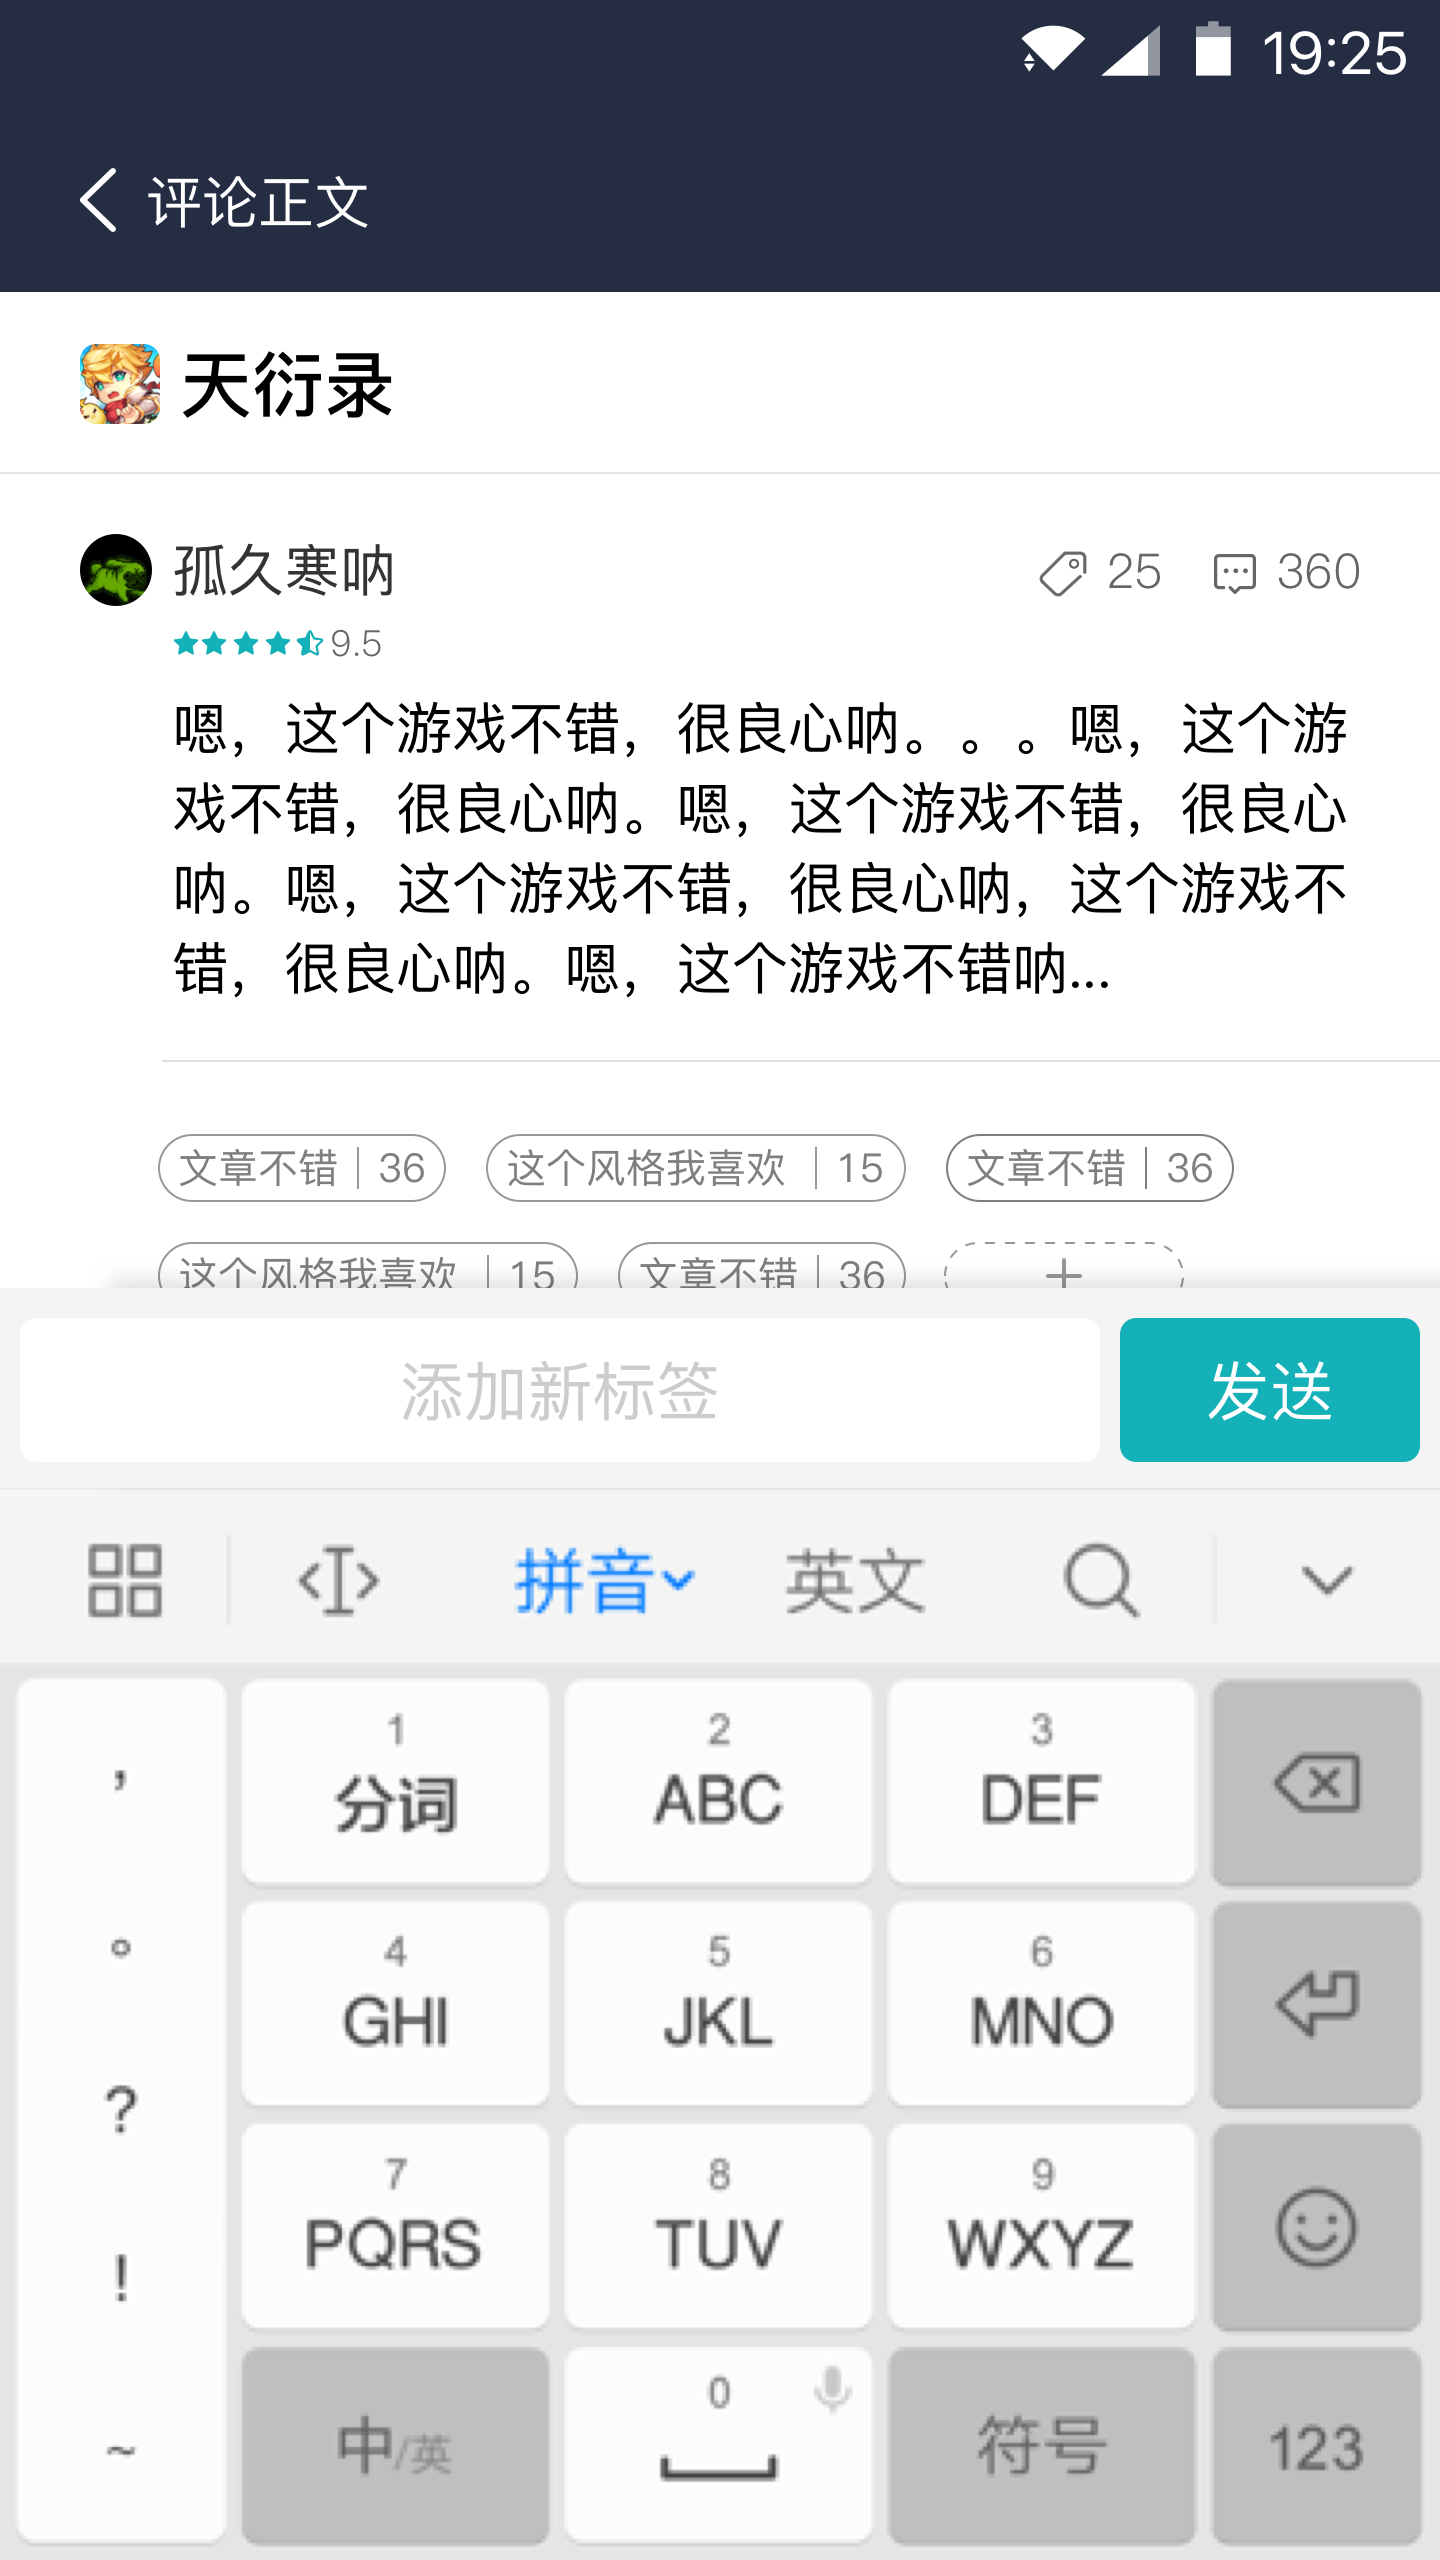 19:25
评论正文
天衍录
孤久寒呐 25 360
9.5
嗯，这个游戏不错，很良心呐。。。嗯，这个游
戏不错，很良心呐。嗯，这个游戏不错，很良心
呐。嗯，这个游戏不错，很良心呐，这个游戏不
错，很良心呐。嗯，这个游戏不错呐...
文章不错 | 36 这个风格我喜欢 | 15 文章不错 | 36
这个风格我喜欢 | 15 文章不错 | 36 +
添加新标签 发送
拼音 英文
， 1 2 3
分词 ABC DEF
。 4 5 6
GHI JKL MNO
? 7 8 9
! PQRS TUV WXYZ
~ 0
中/英 符号 123